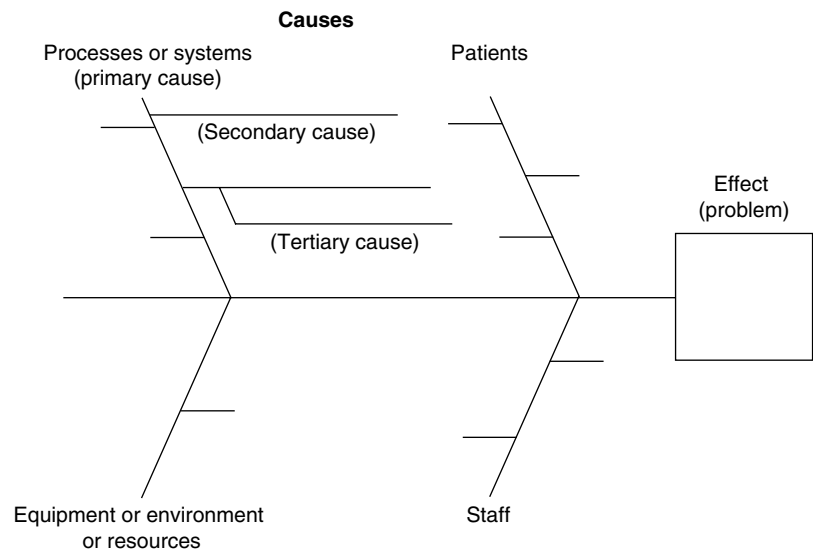 Causes
Processes or systems
(primary cause)
Patients
(Secondary cause)
Effect
(problem)
(Tertiary cause)
Equipment or environment
or resources
Staff